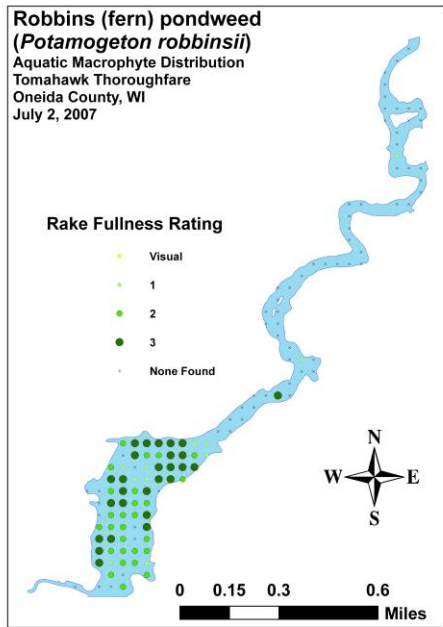 Robbins (fern) pondweed
(Potamogeton robbinsii)
Aquatic Macrophyte Distribution
Tomahawk Thoroughfare
Oneida County, WI
July 2, 2007
Rake Fullness Rating
Visual
1
2
3
None Found
N
W E
S
0 0.15 0.3 0.6
Miles